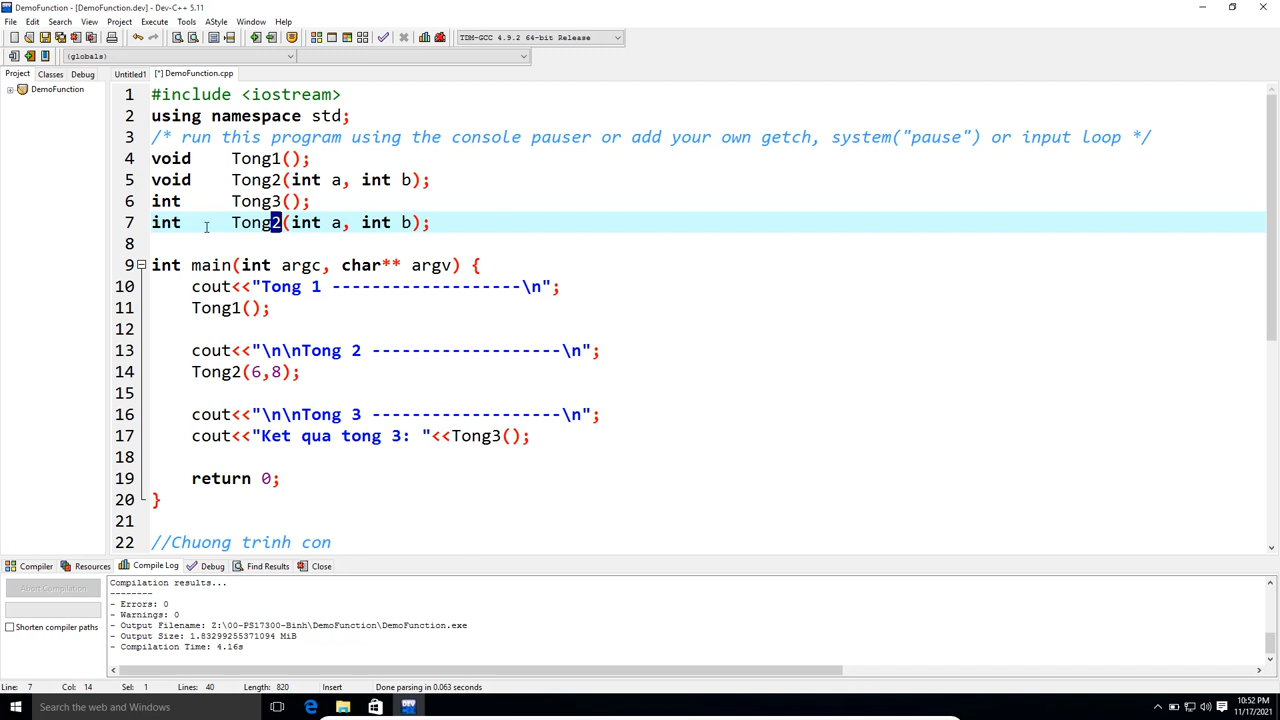 DemoFunction - [DemoFunction.dev] - Dev-C++ 5.11
File Edit Search View Project Execute Tools AStyle Window Help
TDM-GCC 4.9.2 64-bit Release
(globals)
Project Classes Debug Untitled1 [*] DemoFunction.cpp
DemoFunction
1 #include <iostream>
2 using namespace std;
3 /* run this program using the console pauser or add your own getch, system("pause") or input loop */
4 void Tong1();
5 void Tong2(int a, int b);
6 int Tong3();
7 int Tong2(int a, int b);
8
9 int main(int argc, char** argv) {
10 cout<<"Tong 1 -------------------\n";
11 Tong1();
12
13 cout<<"\n\nTong 2 -------------------\n";
14 Tong2(6,8);
15
16 cout<<"\n\nTong 3 -------------------\n";
17 cout<<"Ket qua tong 3: "<<Tong3();
18
19 return 0;
20 }
21
22 //Chuong trinh con
Compiler Resources Compile Log Debug Find Results Close
Abort Compilation
Shorten compiler paths
Compilation results...
--------
- Errors: 0
- Warnings: 0
- Output Filename: Z:\00-PS17300-Binh\DemoFunction\DemoFunction.exe
- Output Size: 1.83299255371094 MiB
- Compilation Time: 4.16s
Line: 7 Col: 14 Sel: 1 Lines: 40 Length: 820 Insert Done parsing in 0.063 seconds
Search the web and Windows
10:52 PM
11/17/2021